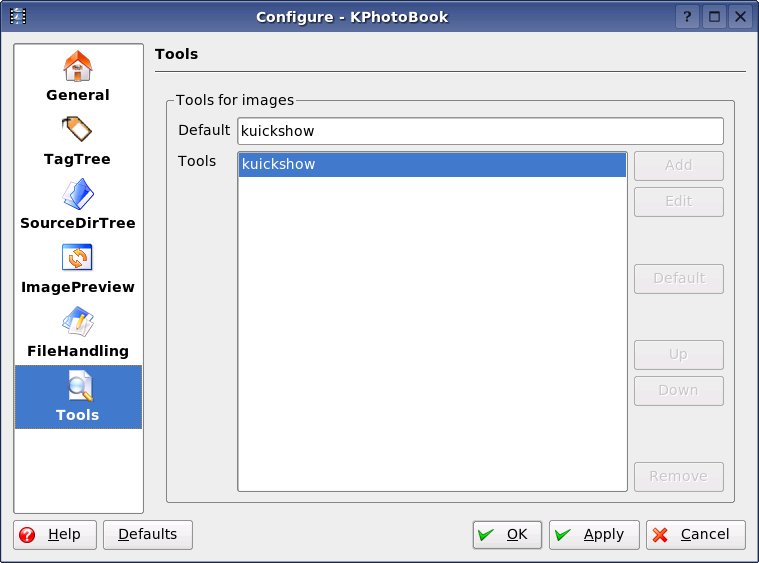 Configure - KPhotoBook
?
General
TagTree
SourceDirTree
ImagePreview
FileHandling
Tools
Tools
Tools for images
Default kuickshow
Tools kuickshow
Add
Edit
Default
Up
Down
Remove
? Help Defaults OK Apply Cancel